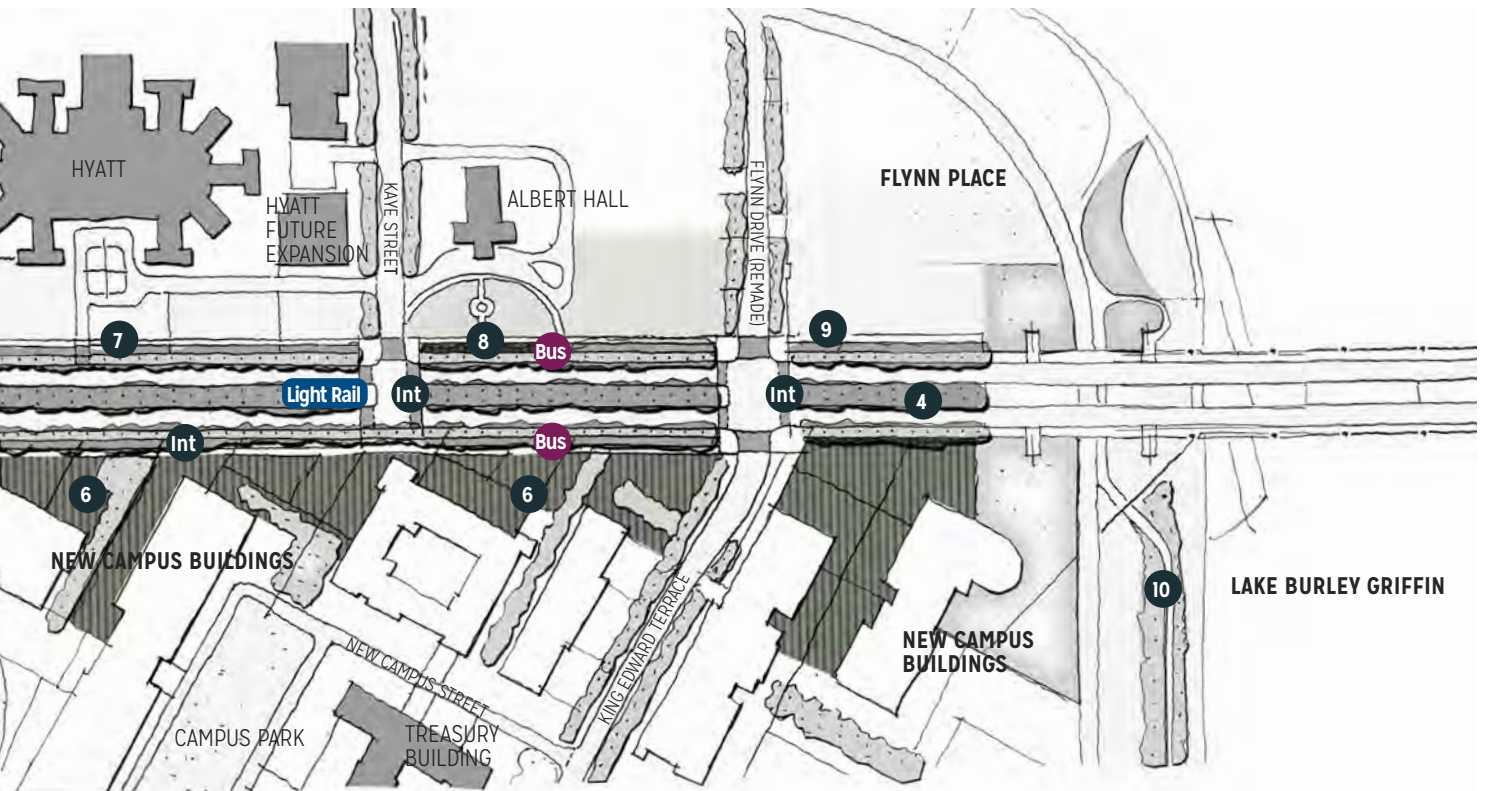 HYATT
HYATT
FUTURE
EXPANSION
KAYE STREET
ALBERT HALL
FLYNN DRIVE (REMADE)
FLYNN PLACE
7
8
Bus
9
Light Rail
Int
Int
4
Int
Bus
6
6
NEW CAMPUS BUILDINGS
10
LAKE BURLEY GRIFFIN
NEW CAMPUS
BUILDINGS
KING EDWARD TERRACE
NEW CAMPUS STREET
CAMPUS PARK
TREASURY
BUILDING